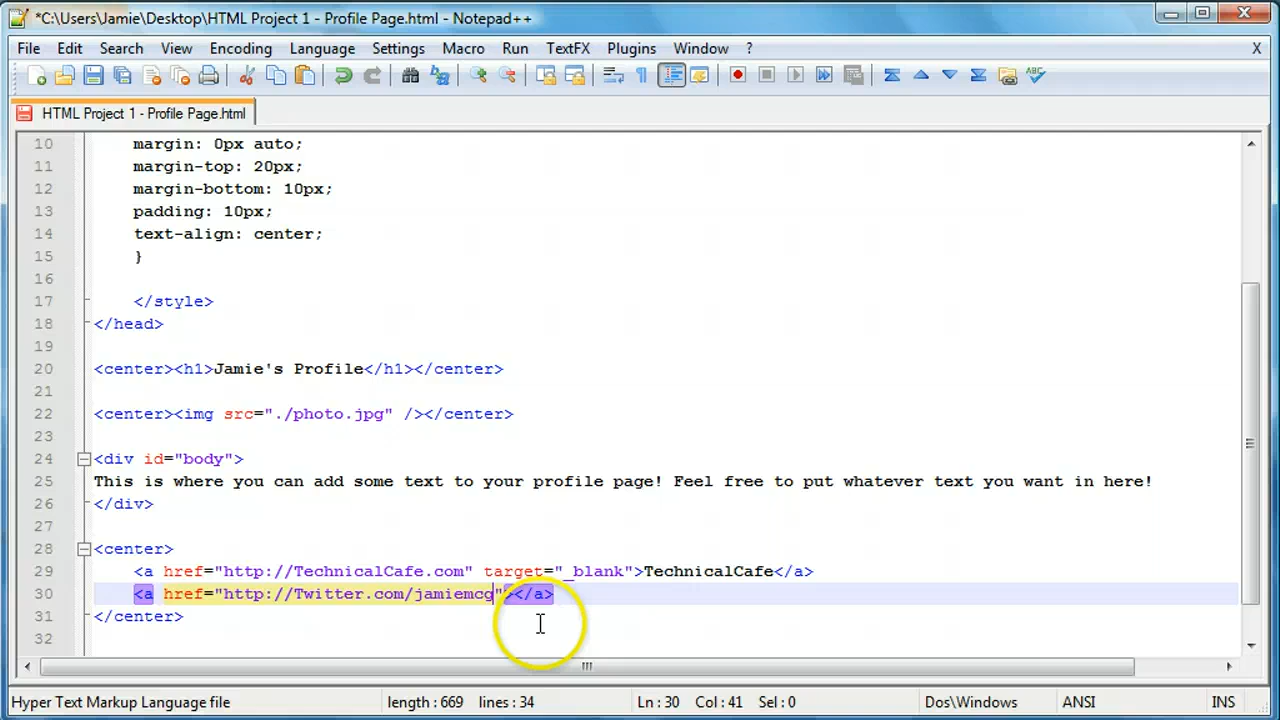 *C:\Users\Jamie\Desktop\HTML Project 1 - Profile Page.html - Notepad++
File Edit Search View Encoding Language Settings Macro Run TextFX Plugins Window ? X
HTML Project 1 - Profile Page.html
10 margin: 0px auto;
11 margin-top: 20px;
12 margin-bottom: 10px;
13 padding: 10px;
14 text-align: center;
15 }
16
17 </style>
18 </head>
19
20 <center><h1>Jamie's Profile</h1></center>
21
22 <center><img src="./photo.jpg" /></center>
23
24 <div id="body">
25 This is where you can add some text to your profile page! Feel free to put whatever text you want in here!
26 </div>
27
28 <center>
29 <a href="http://TechnicalCafe.com" target="_blank">TechnicalCafe</a>
30 <a href="http://Twitter.com/jamiemcg"></a>
31 </center>
32
Hyper Text Markup Language file length : 669 lines : 34 Ln : 30 Col : 41 Sel : 0 Dos\Windows ANSI INS